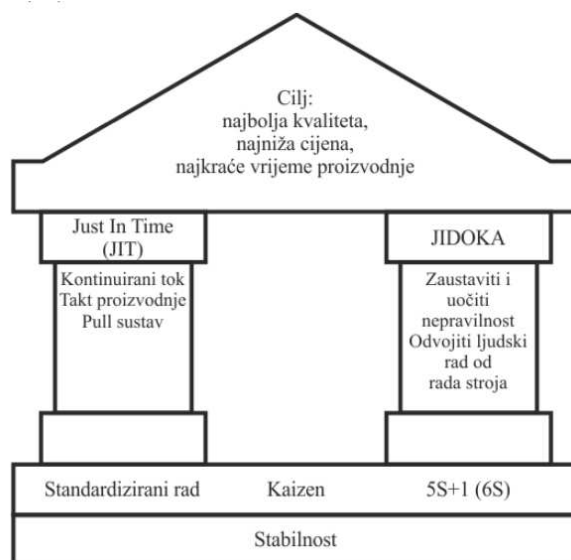 Cilj:
najbolja kvaliteta,
najniža cijena,
najkraće vrijeme proizvodnje
Just In Time
(JIT)
Kontinuirani tok
Takt proizvodnje
Pull sustav
JIDOKA
Zaustaviti i
uočiti
nepravilnost
Odvojiti ljudski
rad od
rada stroja
Standardizirani rad Kaizen 5S+1 (6S)
Stabilnost